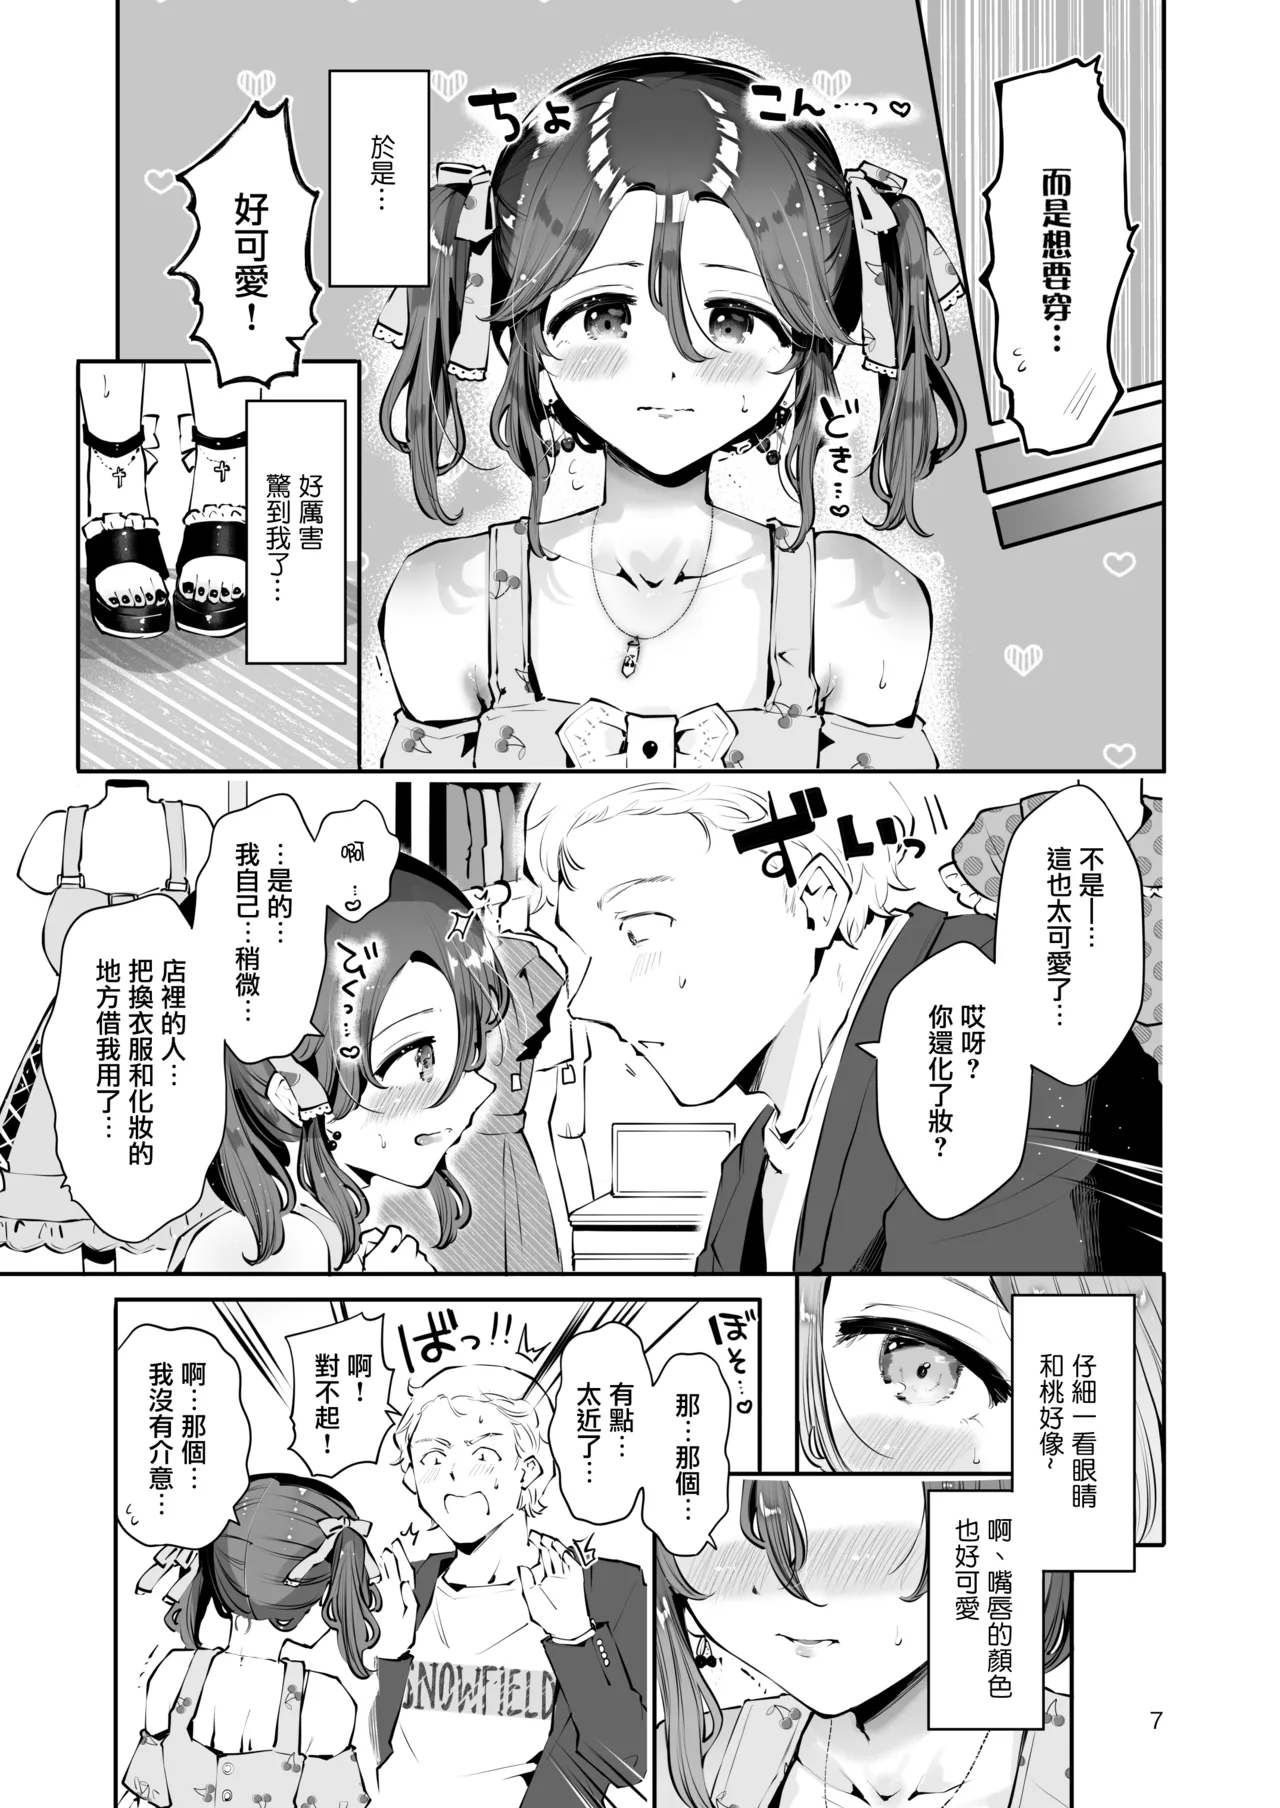 而是想要穿…
こん…っ♡
ちょ
於是…
好可愛！
どき…♡
好厲害
驚到我了…
不是——…
這也太可愛了…
哎呀？
你還化了妝？
ずいっ
啊…♡
…是的…
我自己…稍微…
びくっ…♡
店裡的人…
把換衣服和化妝的
地方借我用了…
仔細一看眼睛
和桃好像~
啊、嘴唇的顏色
也好可愛
ぼそ…♡
那…那個…
有點…
太近了…
ばっ!!
啊！
對不起！
啊…那個…
我沒有介意…
SNOWFIELD
7